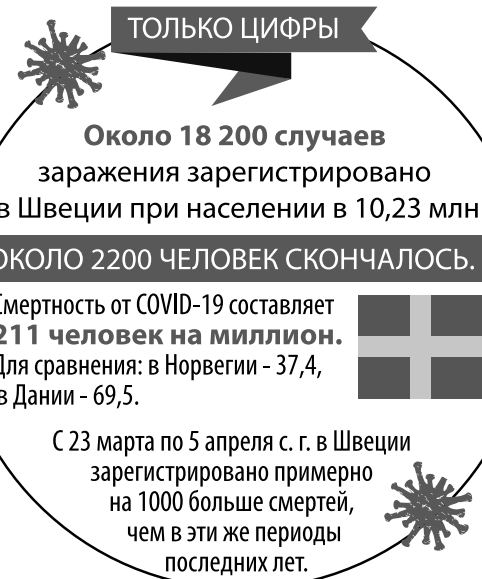 ТОЛЬКО ЦИФРЫ
Около 18 200 случаев
заражения зарегистрировано
в Швеции при населении в 10,23 млн
ОКОЛО 2200 ЧЕЛОВЕК СКОНЧАЛОСЬ.
Смертность от COVID-19 составляет
211 человек на миллион.
Для сравнения: в Норвегии - 37,4,
в Дании - 69,5.
С 23 марта по 5 апреля с. г. в Швеции
зарегистрировано примерно
на 1000 больше смертей,
чем в эти же периоды
последних лет.